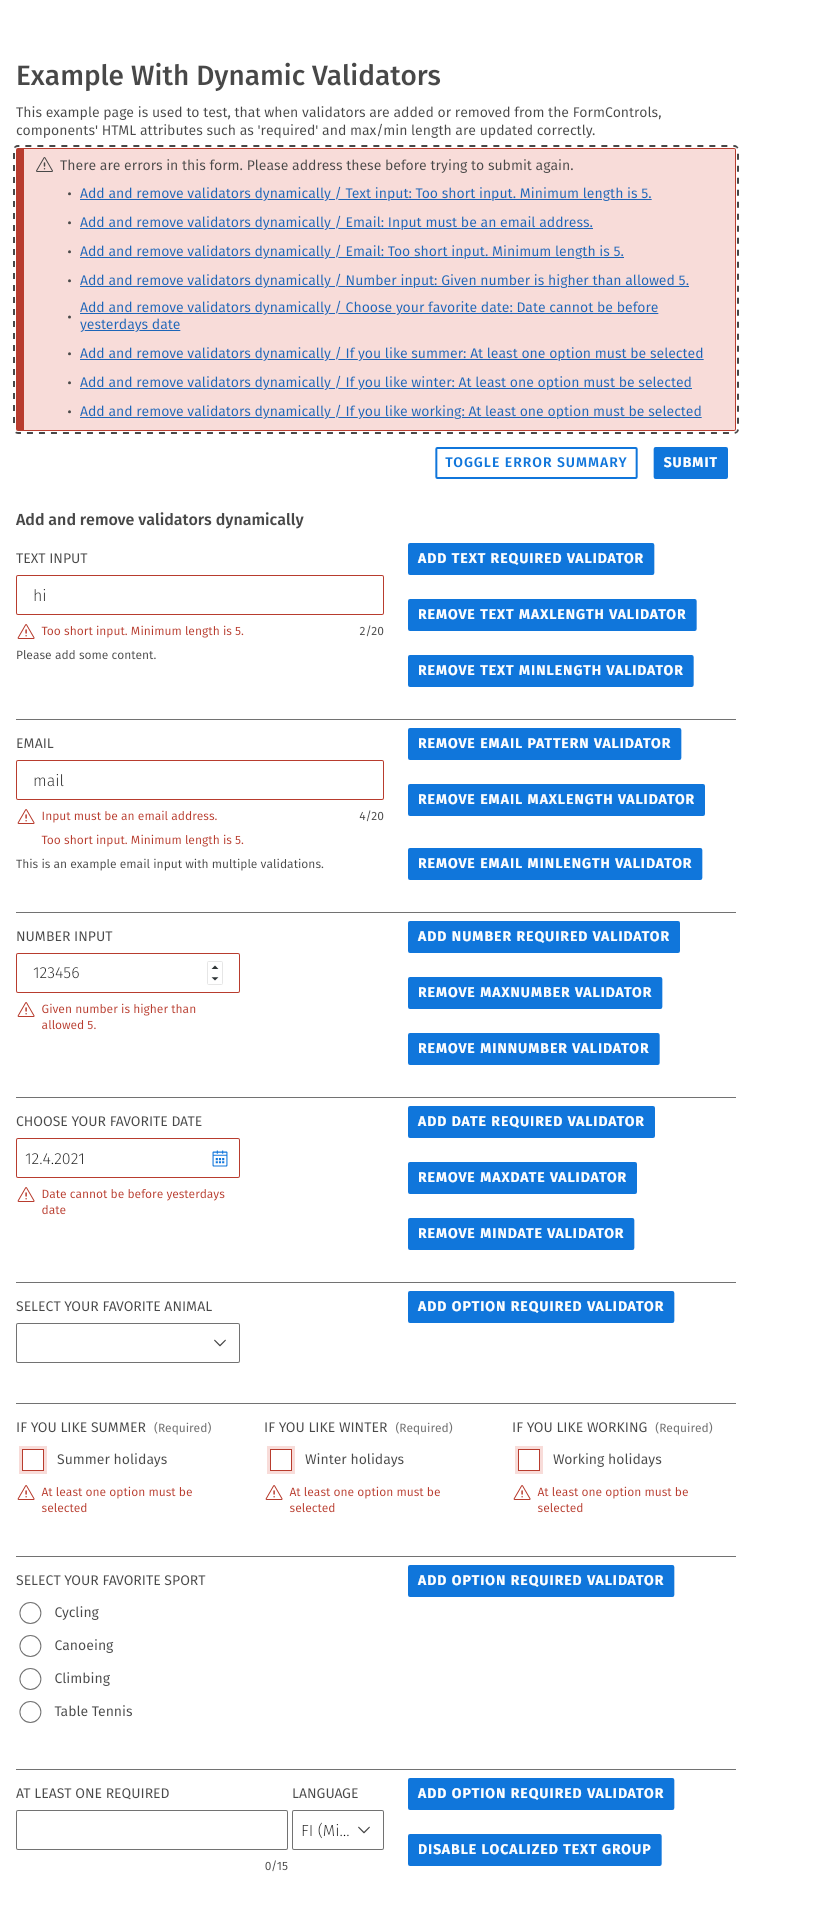 Example With Dynamic Validators
This example page is used to test, that when validators are added or removed from the FormControls,
components' HTML attributes such as 'required' and max/min length are updated correctly.
There are errors in this form. Please address these before trying to submit again.
• Add and remove validators dynamically / Text input: Too short input. Minimum length is 5.
• Add and remove validators dynamically / Email: Input must be an email address.
• Add and remove validators dynamically / Email: Too short input. Minimum length is 5.
• Add and remove validators dynamically / Number input: Given number is higher than allowed 5.
• Add and remove validators dynamically / Choose your favorite date: Date cannot be before
yesterdays date
• Add and remove validators dynamically / If you like summer: At least one option must be selected
• Add and remove validators dynamically / If you like winter: At least one option must be selected
• Add and remove validators dynamically / If you like working: At least one option must be selected
TOGGLE ERROR SUMMARY
SUBMIT
Add and remove validators dynamically
TEXT INPUT
hi
Too short input. Minimum length is 5.
2/20
Please add some content.
ADD TEXT REQUIRED VALIDATOR
REMOVE TEXT MAXLENGTH VALIDATOR
REMOVE TEXT MINLENGTH VALIDATOR
EMAIL
mail
Input must be an email address.
4/20
Too short input. Minimum length is 5.
This is an example email input with multiple validations.
REMOVE EMAIL PATTERN VALIDATOR
REMOVE EMAIL MAXLENGTH VALIDATOR
REMOVE EMAIL MINLENGTH VALIDATOR
NUMBER INPUT
123456
Given number is higher than
allowed 5.
ADD NUMBER REQUIRED VALIDATOR
REMOVE MAXNUMBER VALIDATOR
REMOVE MINNUMBER VALIDATOR
CHOOSE YOUR FAVORITE DATE
12.4.2021
Date cannot be before yesterdays
date
ADD DATE REQUIRED VALIDATOR
REMOVE MAXDATE VALIDATOR
REMOVE MINDATE VALIDATOR
SELECT YOUR FAVORITE ANIMAL
ADD OPTION REQUIRED VALIDATOR
IF YOU LIKE SUMMER (Required)
Summer holidays
At least one option must be
selected
IF YOU LIKE WINTER (Required)
Winter holidays
At least one option must be
selected
IF YOU LIKE WORKING (Required)
Working holidays
At least one option must be
selected
SELECT YOUR FAVORITE SPORT
Cycling
Canoeing
Climbing
Table Tennis
ADD OPTION REQUIRED VALIDATOR
AT LEAST ONE REQUIRED
0/15
LANGUAGE
FI (Mi...
ADD OPTION REQUIRED VALIDATOR
DISABLE LOCALIZED TEXT GROUP